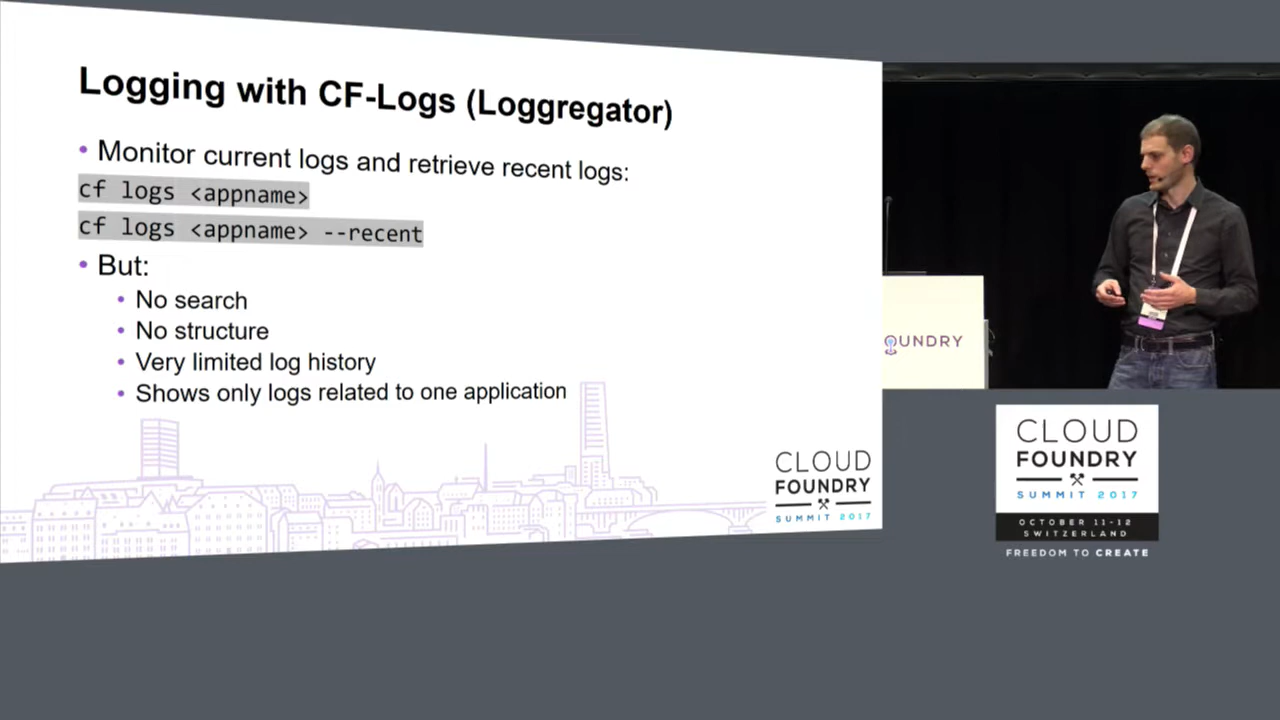 Logging with CF-Logs (Loggregator)
• Monitor current logs and retrieve recent logs:
cf logs <appname>
cf logs <appname> --recent
• But:
• No search
• No structure
• Very limited log history
• Shows only logs related to one application
CLOUD
FOUNDRY
SUMMIT 2017
OUNDRY
CLOUD
FOUNDRY
SUMMIT 2017
OCTOBER 11-12
SWITZERLAND
FREEDOM TO CREATE